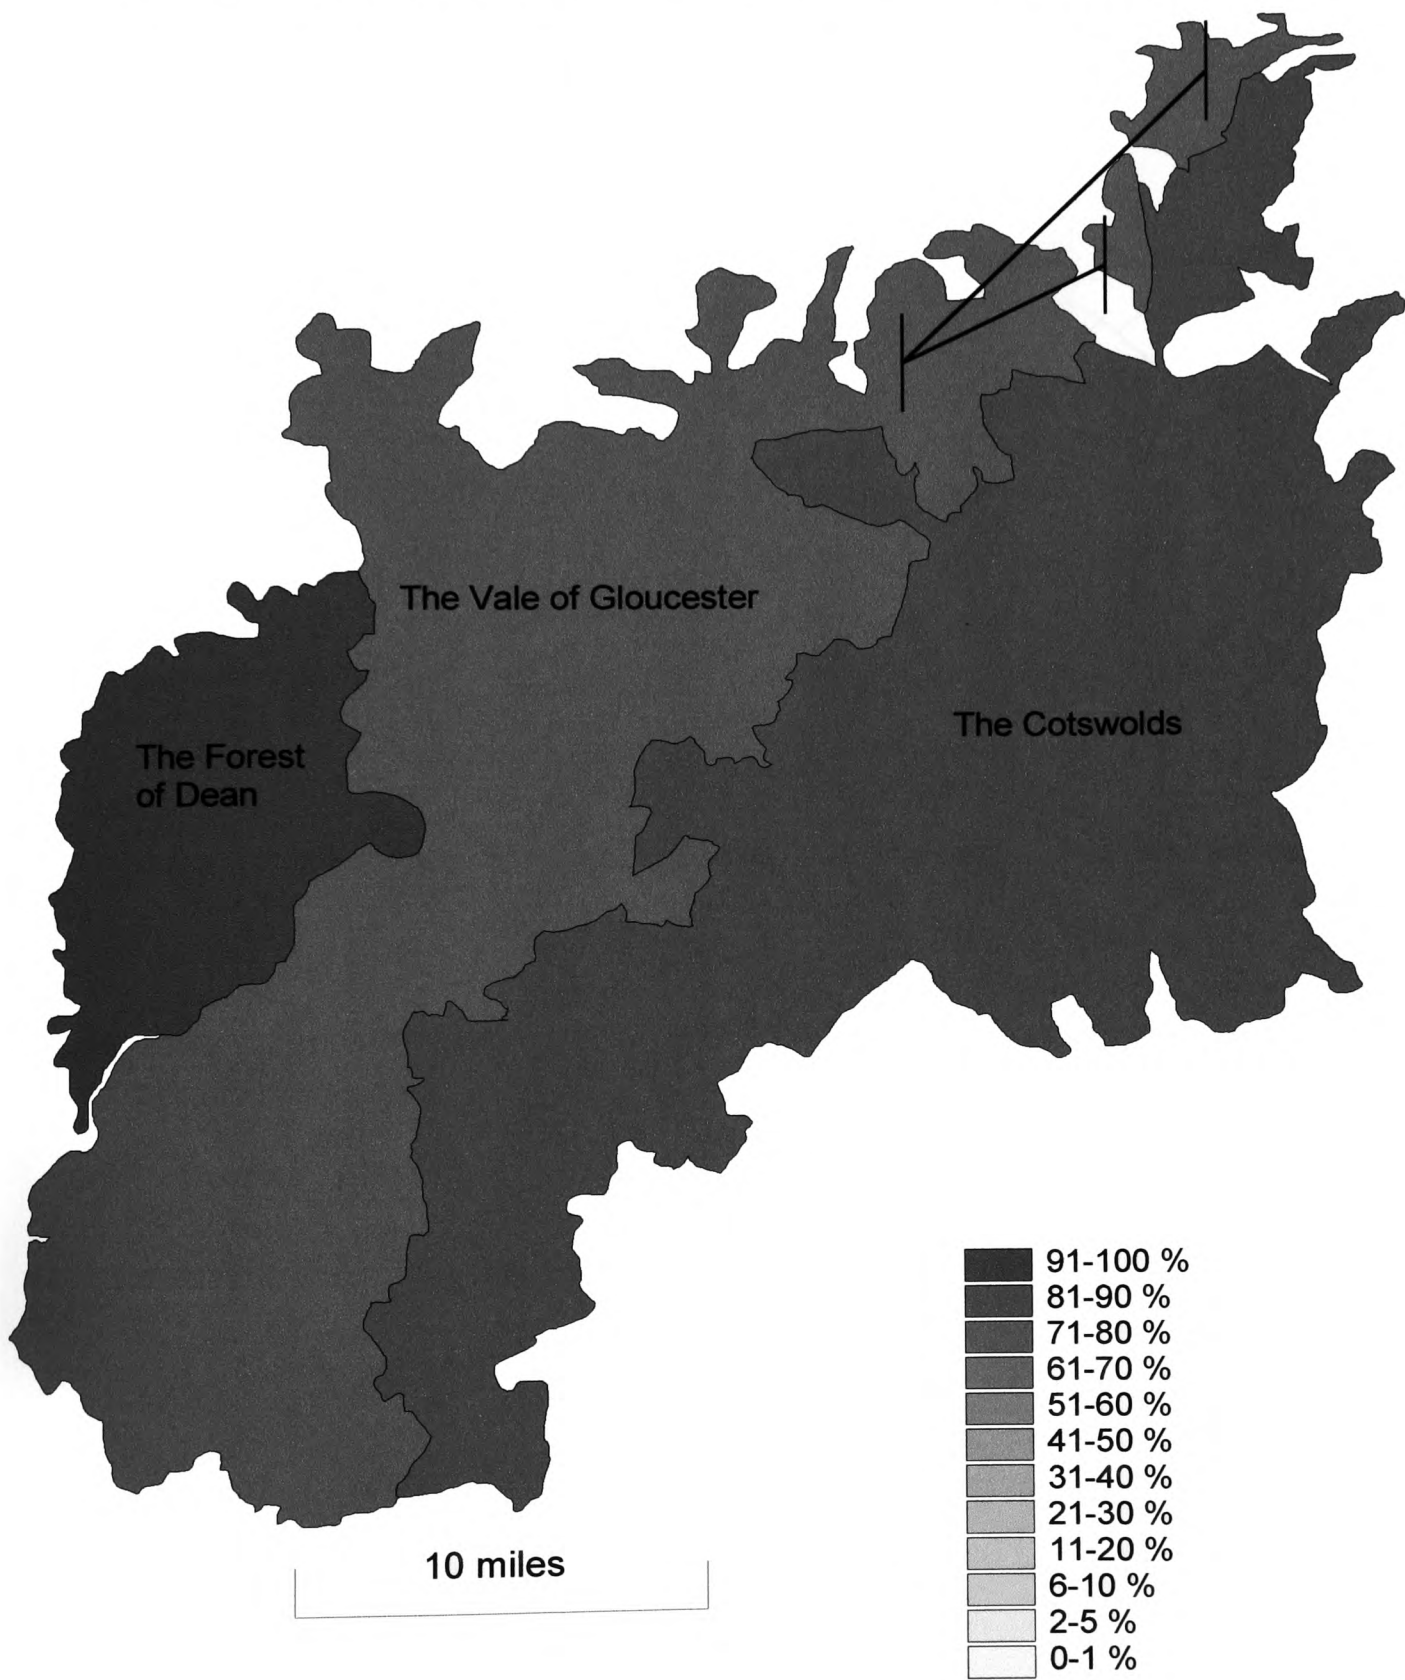 The Vale of Gloucester
The Cotswolds
The Forest
of Dean
91-100 %
81-90 %
71-80 %
61-70 %
51-60 %
41-50 %
31-40 %
21-30 %
11-20 %
6-10 %
2-5 %
0-1 %
10 miles